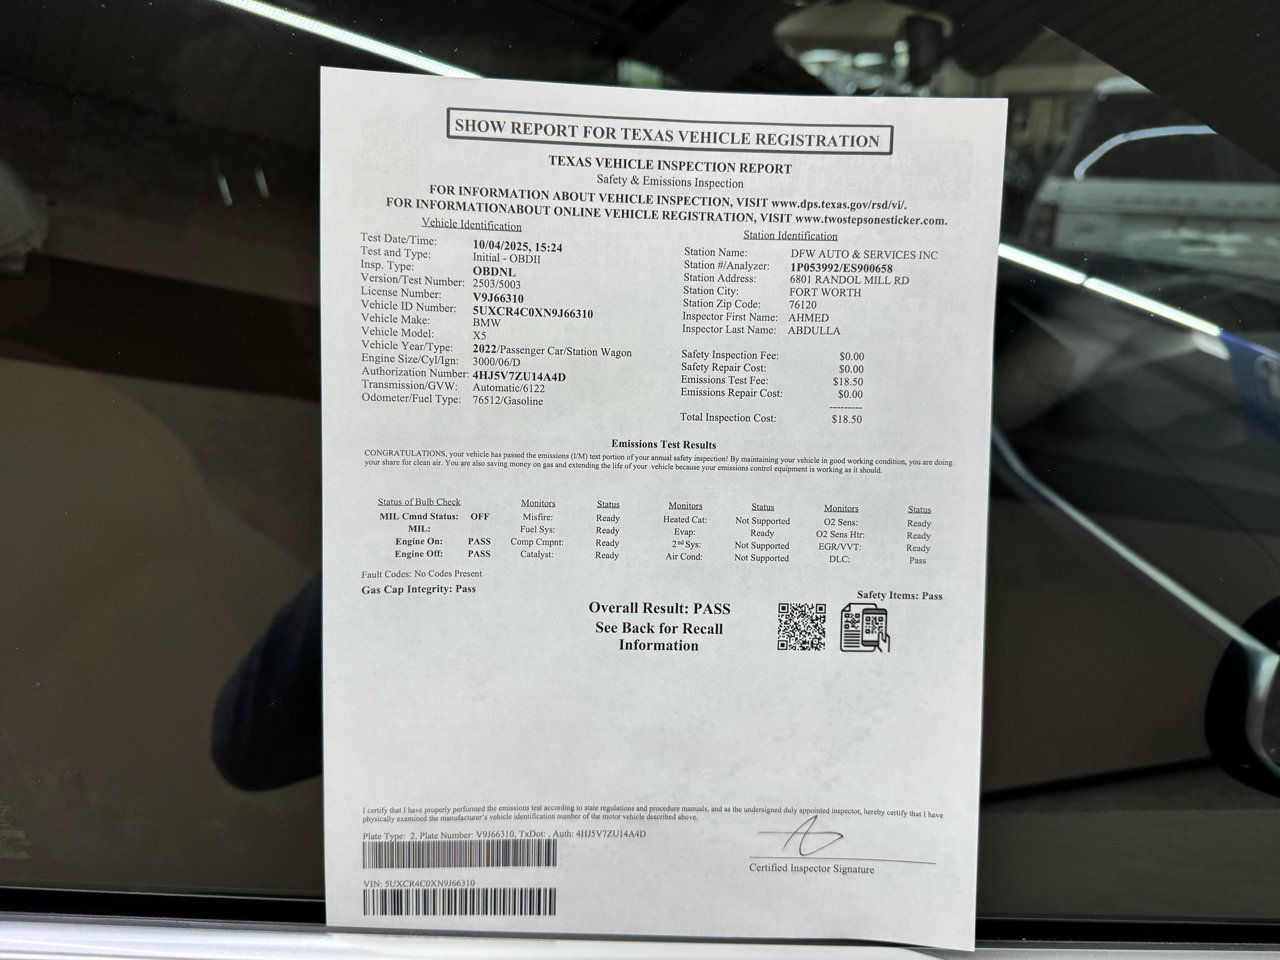 SHOW REPORT FOR TEXAS VEHICLE REGISTRATION
TEXAS VEHICLE INSPECTION REPORT
Safety & Emissions Inspection
FOR INFORMATION ABOUT VEHICLE INSPECTION, VISIT www.dps.texas.gov/rsd/vi/.
FOR INFORMATIONABOUT ONLINE VEHICLE REGISTRATION, VISIT www.twostepsonesticker.com.
Vehicle Identification
Test Date/Time: 10/04/2025, 15:24
Test and Type: Initial - OBDII
Insp. Type: OBDNL
Version/Test Number: 2503/5003
License Number: V9J66310
Vehicle ID Number: 5UXCR4C0XN9J66310
Vehicle Make: BMW
Vehicle Model: X5
Vehicle Year/Type: 2022/Passenger Car/Station Wagon
Engine Size/Cyl/Ign: 3000/06/D
Authorization Number: 4HJ5V7ZU14A4D
Transmission/GVW: Automatic/6122
Odometer/Fuel Type: 76512/Gasoline
Station Identification
Station Name: DFW AUTO & SERVICES INC
Station #/Analyzer: 1P053992/ES900658
Station Address: 6801 RANDOL MILL RD
Station City: FORT WORTH
Station Zip Code: 76120
Inspector First Name: AHMED
Inspector Last Name: ABDULLA
Safety Inspection Fee: $0.00
Safety Repair Cost: $0.00
Emissions Test Fee: $18.50
Emissions Repair Cost: $0.00
---------
Total Inspection Cost: $18.50
Emissions Test Results
CONGRATULATIONS, your vehicle has passed the emissions (I/M) test portion of your annual safety inspection! By maintaining your vehicle in good working condition, you are doing
your share for clean air. You are also saving money on gas and extending the life of your vehicle because your emissions control equipment is working as it should.
Status of Bulb Check Monitors Status Monitors Status Monitors Status
MIL Cmnd Status: OFF Misfire: Ready Heated Cat: Not Supported O2 Sens: Ready
MIL: Fuel Sys: Ready Evap: Ready O2 Sens Htr: Ready
Engine On: PASS Comp Cmpnt: Ready 2nd Sys: Not Supported EGR/VVT: Ready
Engine Off: PASS Catalyst: Ready Air Cond: Not Supported DLC: Pass
Fault Codes: No Codes Present
Gas Cap Integrity: Pass
Safety Items: Pass
Overall Result: PASS
See Back for Recall
Information
I certify that I have properly performed the emissions test according to state regulations and procedure manuals, and as the undersigned duly appointed inspector, hereby certify that I have
physically examined the manufacturer's vehicle identification number of the motor vehicle described above.
Plate Type: 2, Plate Number: V9J66310, TxDot: , Auth: 4HJ5V7ZU14A4D
Certified Inspector Signature
VIN: 5UXCR4C0XN9J66310